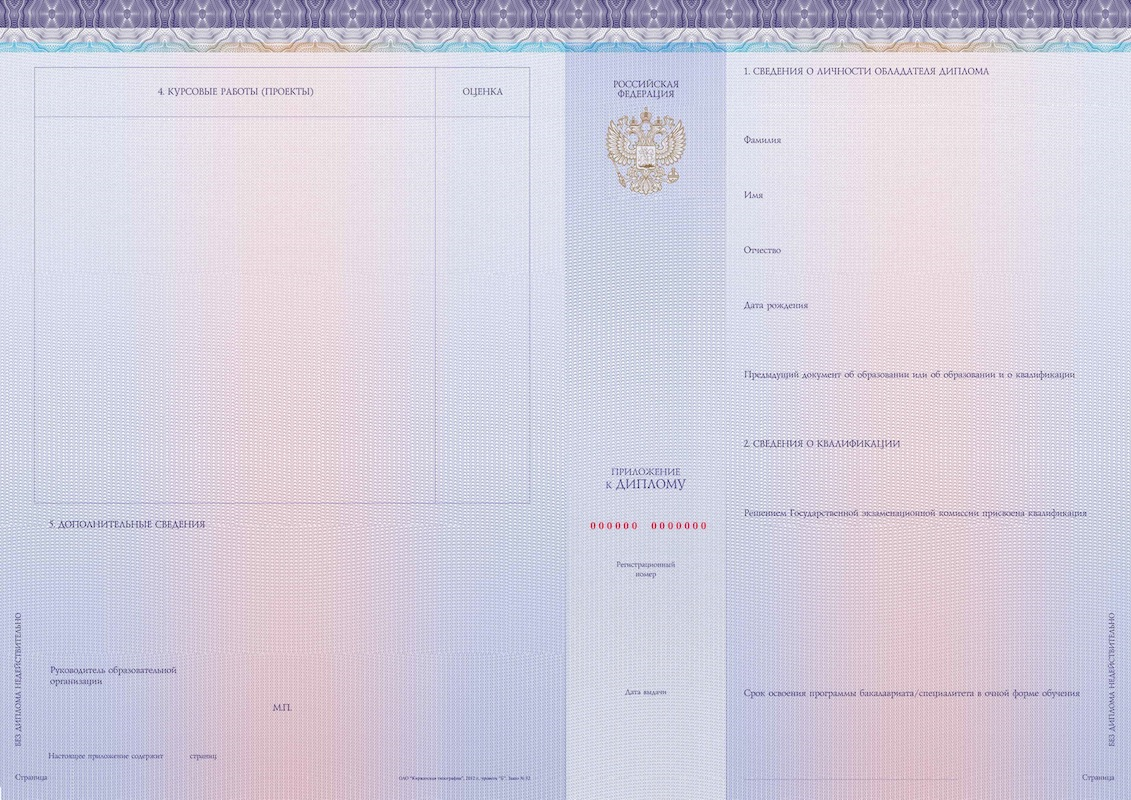 4. КУРСОВЫЕ РАБОТЫ (ПРОЕКТЫ)
ОЦЕНКА
5. ДОПОЛНИТЕЛЬНЫЕ СВЕДЕНИЯ
БЕЗ ДИПЛОМА НЕДЕЙСТВИТЕЛЬНО
Руководитель образовательной
организации
М.П.
Настоящее приложение содержит страниц
Страница
РОССИЙСКАЯ
ФЕДЕРАЦИЯ
ПРИЛОЖЕНИЕ
к ДИПЛОМУ
000000 0000000
Регистрационный
номер
Дата выдачи
1. СВЕДЕНИЯ О ЛИЧНОСТИ ОБЛАДАТЕЛЯ ДИПЛОМА
Фамилия
Имя
Отчество
Дата рождения
Предыдущий документ об образовании или об образовании и о квалификации
2. СВЕДЕНИЯ О КВАЛИФИКАЦИИ
Решением Государственной экзаменационной комиссии присвоена квалификация
Срок освоения программы бакалавриата/специалитета в очной форме обучения
БЕЗ ДИПЛОМА НЕДЕЙСТВИТЕЛЬНО
Страница